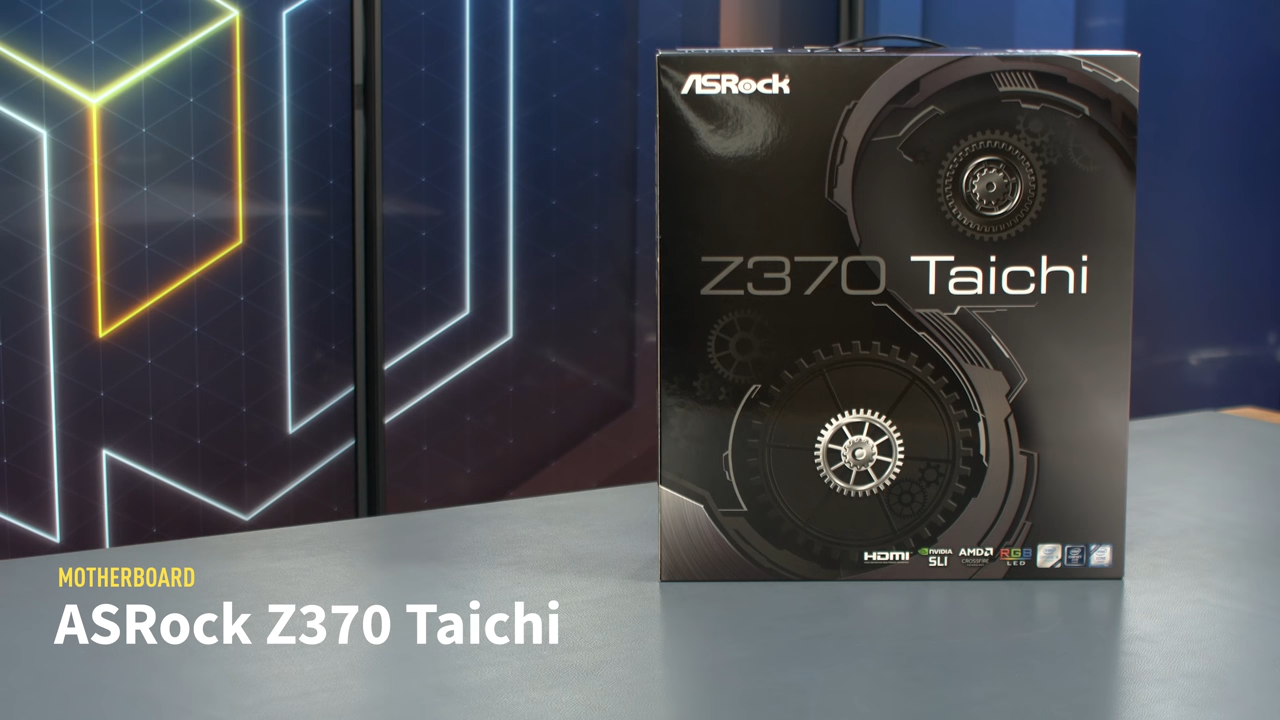 ASRock
Z370 Taichi
HDMI
NVIDIA
SLI
AMD
CROSSFIRE
RGB
LED
MOTHERBOARD
ASRock Z370 Taichi